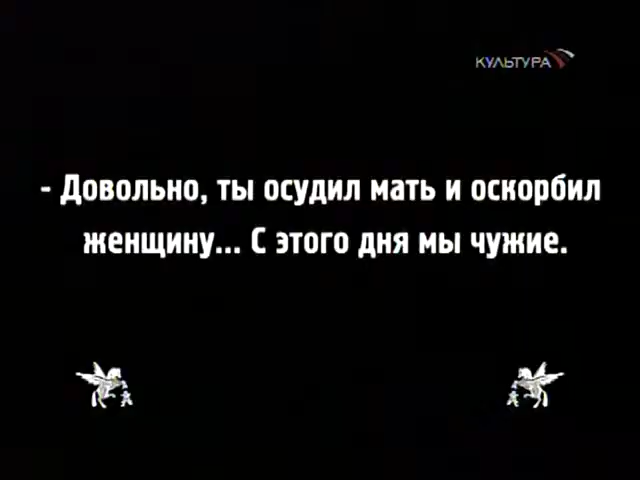 КУЛЬТУРА
- Довольно, ты осудил мать и оскорбил
женщину... С этого дня мы чужие.